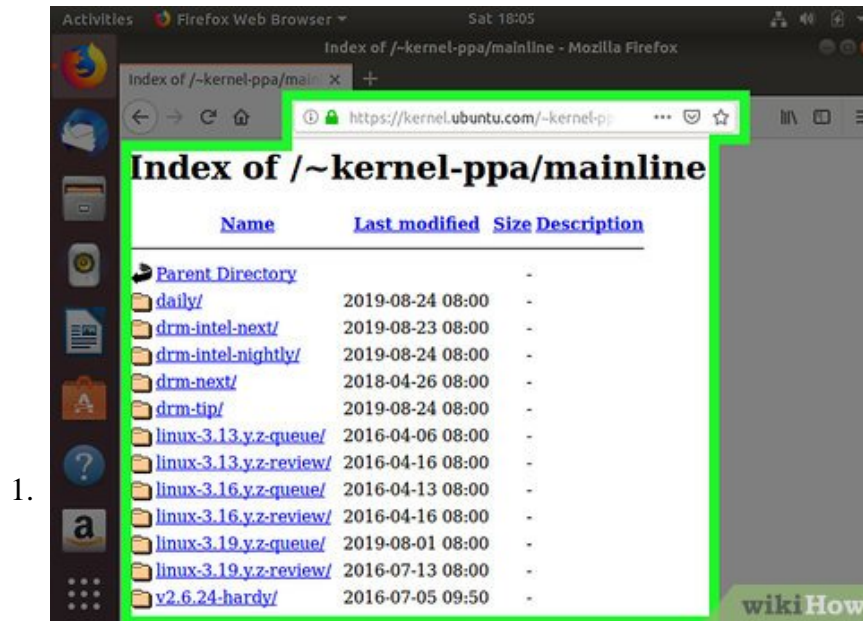 Activities Firefox Web Browser Sat 18:05
Index of /~kernel-ppa/mainline - Mozilla Firefox
Index of /~kernel-ppa/main
https://kernel.ubuntu.com/~kernel-pp
Index of /~kernel-ppa/mainline
Name Last modified Size Description
Parent Directory -
daily/ 2019-08-24 08:00 -
drm-intel-next/ 2019-08-23 08:00 -
drm-intel-nightly/ 2019-08-24 08:00 -
drm-next/ 2018-04-26 08:00 -
drm-tip/ 2019-08-24 08:00 -
linux-3.13.y.z-queue/ 2016-04-06 08:00 -
linux-3.13.y.z-review/ 2016-04-16 08:00 -
1. linux-3.16.y.z-queue/ 2016-04-13 08:00 -
linux-3.16.y.z-review/ 2016-04-16 08:00 -
linux-3.19.y.z-queue/ 2019-08-01 08:00 -
linux-3.19.y.z-review/ 2016-07-13 08:00 -
v2.6.24-hardy/ 2016-07-05 09:50 -
wikiHow